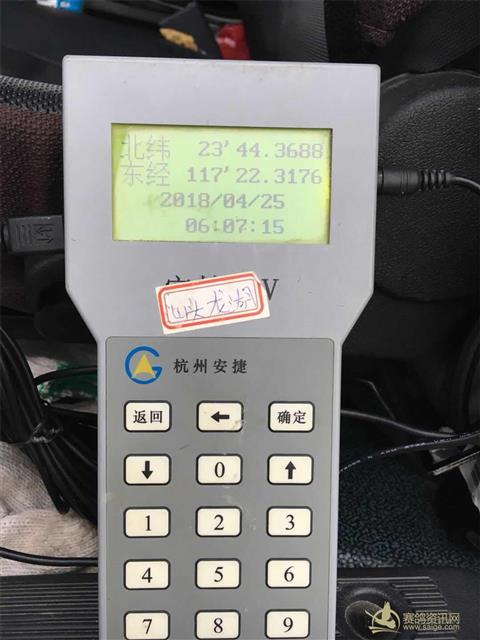 北纬 23'44.3688
东经 117'22.3176
2018/04/25
06:07:15
V
汕头龙湖
杭州安捷
返回 ← 确定
↓ 0 ↑
1 2 3
4 5 6
7 8 9
赛鸽资讯网
www.saige.com